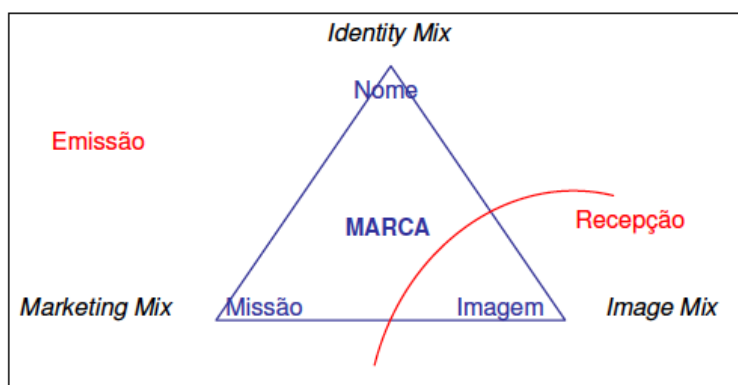 Identity Mix
Nome
Emissão
Recepção
MARCA
Marketing Mix
Missão
Imagem
Image Mix